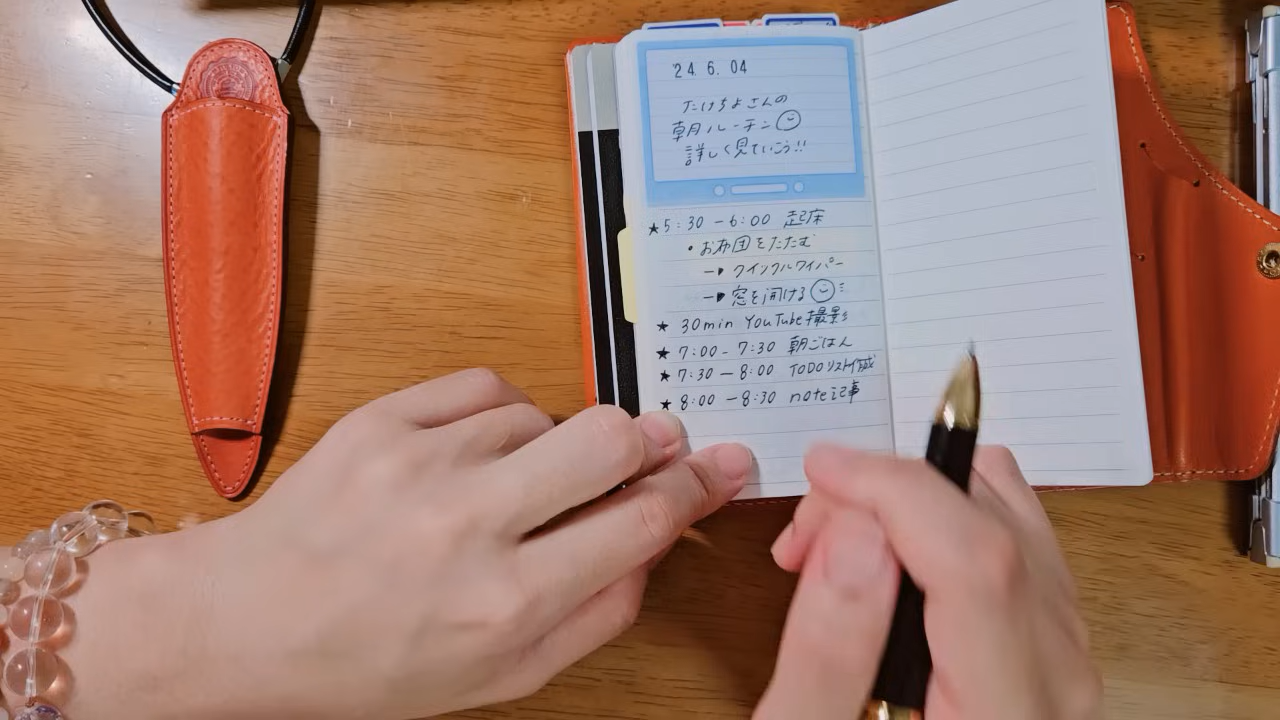 '24. 6. 04
たけちよさんの
朝ルーチン
詳しく見ていこう!!
★5:30 - 6:00 起床
・お布団をたたむ
→ クイックルワイパー
→ 窓を開ける
★ 30min YouTube撮影
★ 7:00 - 7:30 朝ごはん
★ 7:30 - 8:00 TODOリスト作成
★ 8:00 - 8:30 note記事